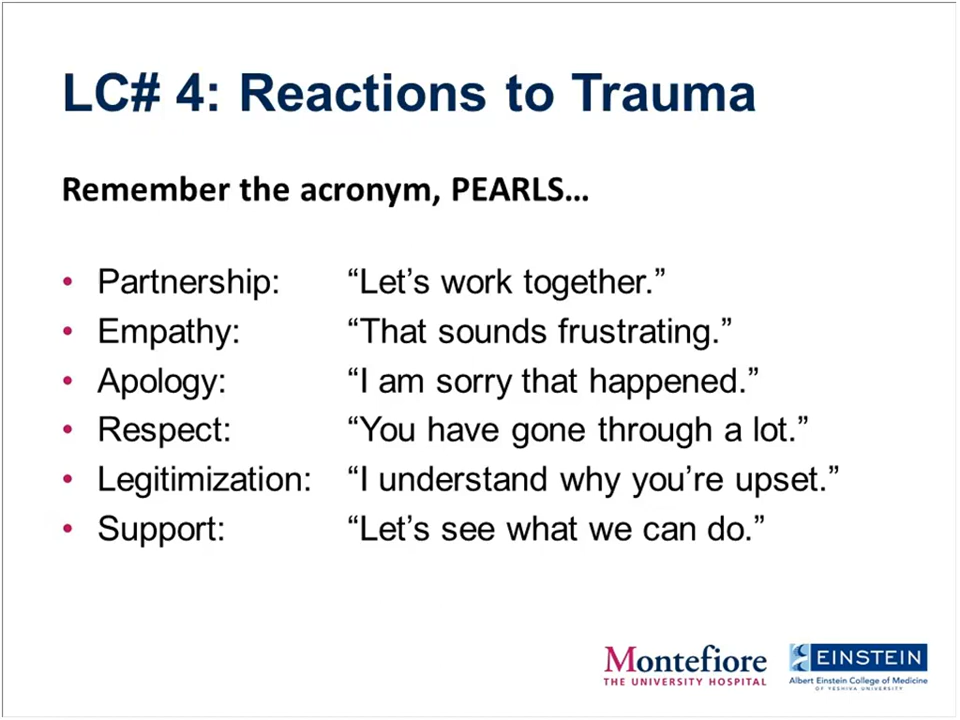 LC# 4: Reactions to Trauma
Remember the acronym, PEARLS…
• Partnership: “Let’s work together.”
• Empathy: “That sounds frustrating.”
• Apology: “I am sorry that happened.”
• Respect: “You have gone through a lot.”
• Legitimization: “I understand why you’re upset.”
• Support: “Let’s see what we can do.”
Montefiore
THE UNIVERSITY HOSPITAL
EINSTEIN
Albert Einstein College of Medicine
OF YESHIVA UNIVERSITY